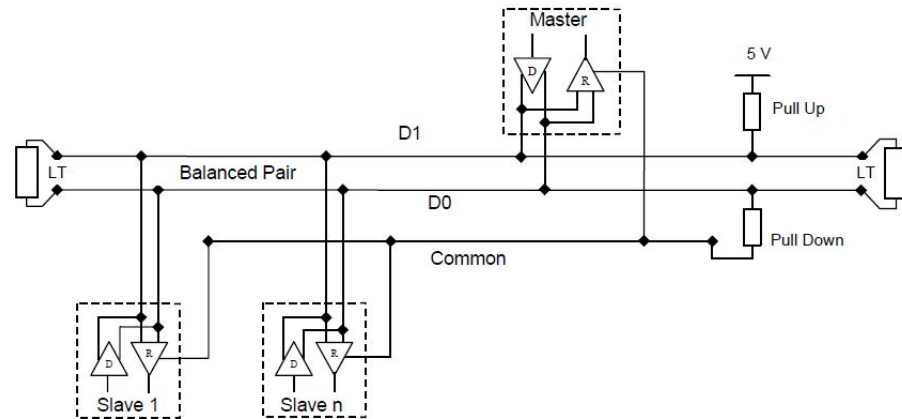 Master
D
R
5 V
Pull Up
D1
LT
Balanced Pair
LT
D0
Pull Down
Common
D
R
D
R
Slave 1
Slave n